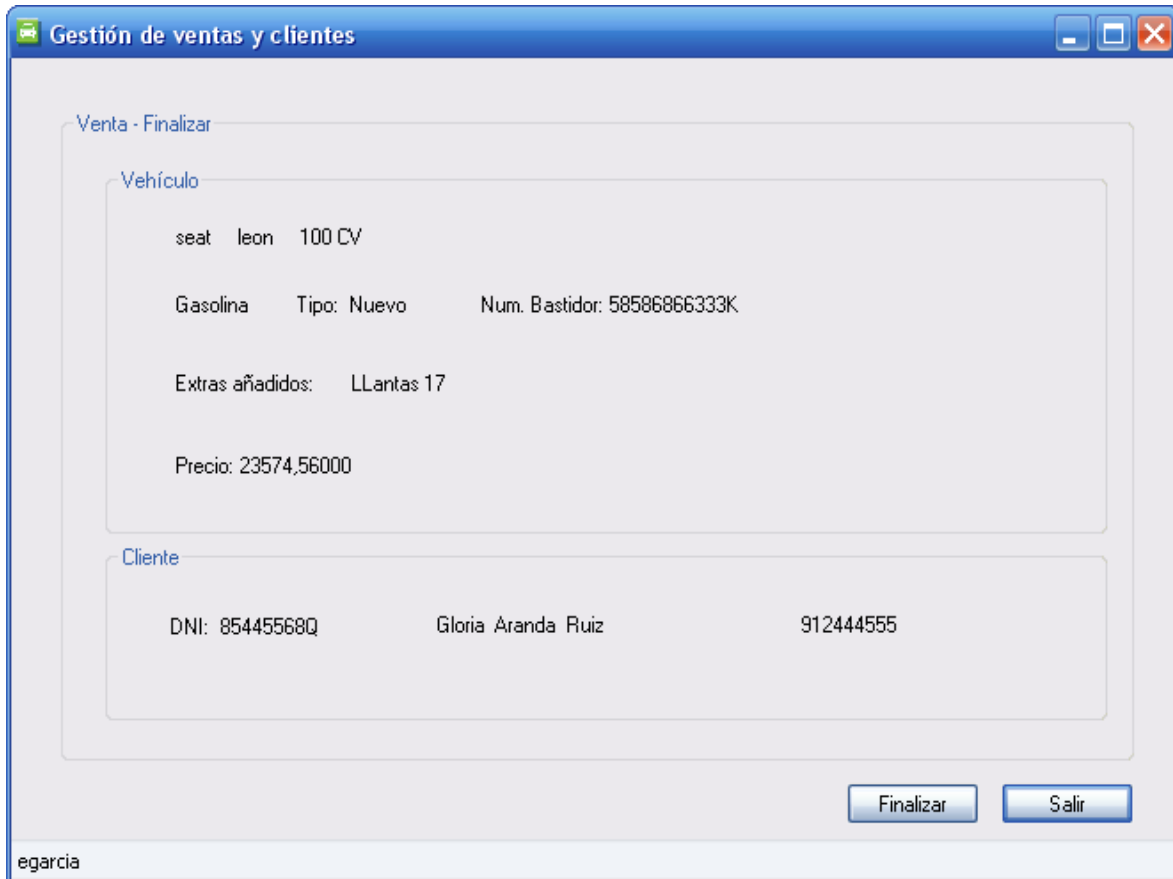 Gestión de ventas y clientes
Venta - Finalizar
Vehículo
seat leon 100 CV
Gasolina Tipo: Nuevo Num. Bastidor: 58586866333K
Extras añadidos: LLantas 17
Precio: 23574,56000
Cliente
DNI: 85445568Q Gloria Aranda Ruiz 912444555
Finalizar Salir
egarcia